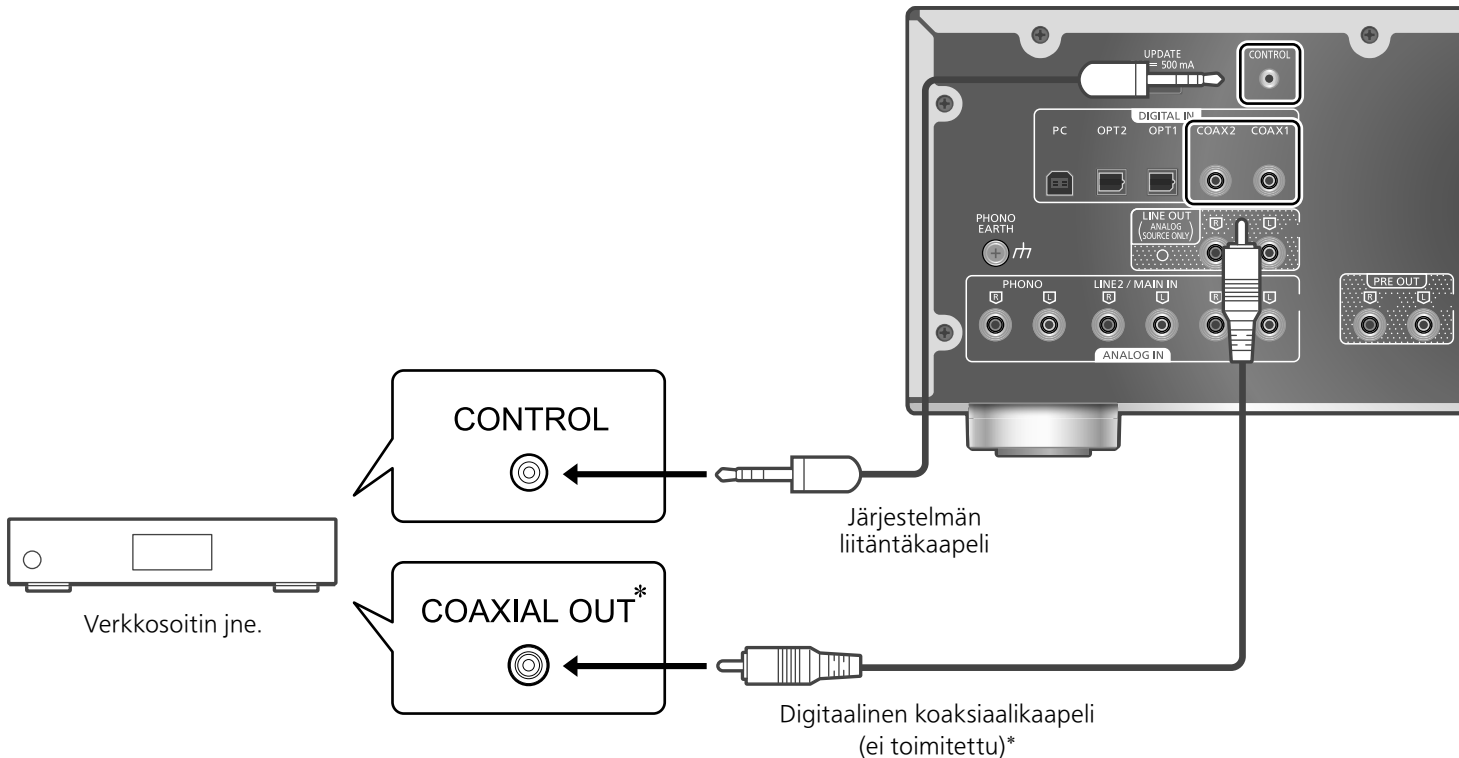 UPDATE
⎓ 500 mA
CONTROL
DIGITAL IN
PC OPT2 OPT1 COAX2 COAX1
PHONO
EARTH
LINE OUT
(ANALOG
SOURCE ONLY)
R L
PHONO LINE2 / MAIN IN
R L R L R L
ANALOG IN
PRE OUT
R L
CONTROL
Järjestelmän
liitäntäkaapeli
Verkkosoitin jne.
COAXIAL OUT*
Digitaalinen koaksiaalikaapeli
(ei toimitettu)*